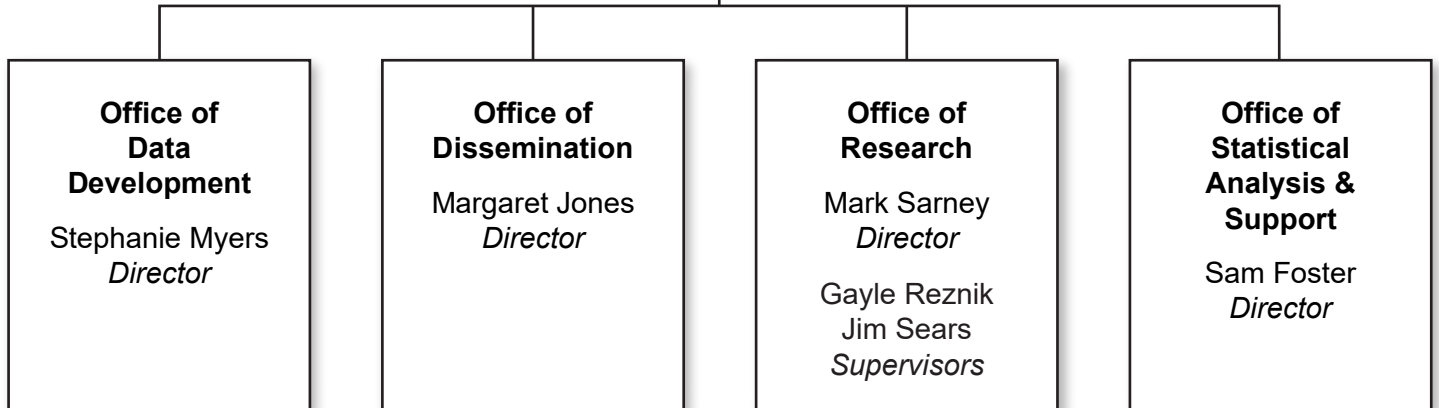 Office of
Data
Development
Stephanie Myers
Director
Office of
Dissemination
Margaret Jones
Director
Office of
Research
Mark Sarney
Director
Gayle Reznik
Jim Sears
Supervisors
Office of
Statistical
Analysis &
Support
Sam Foster
Director